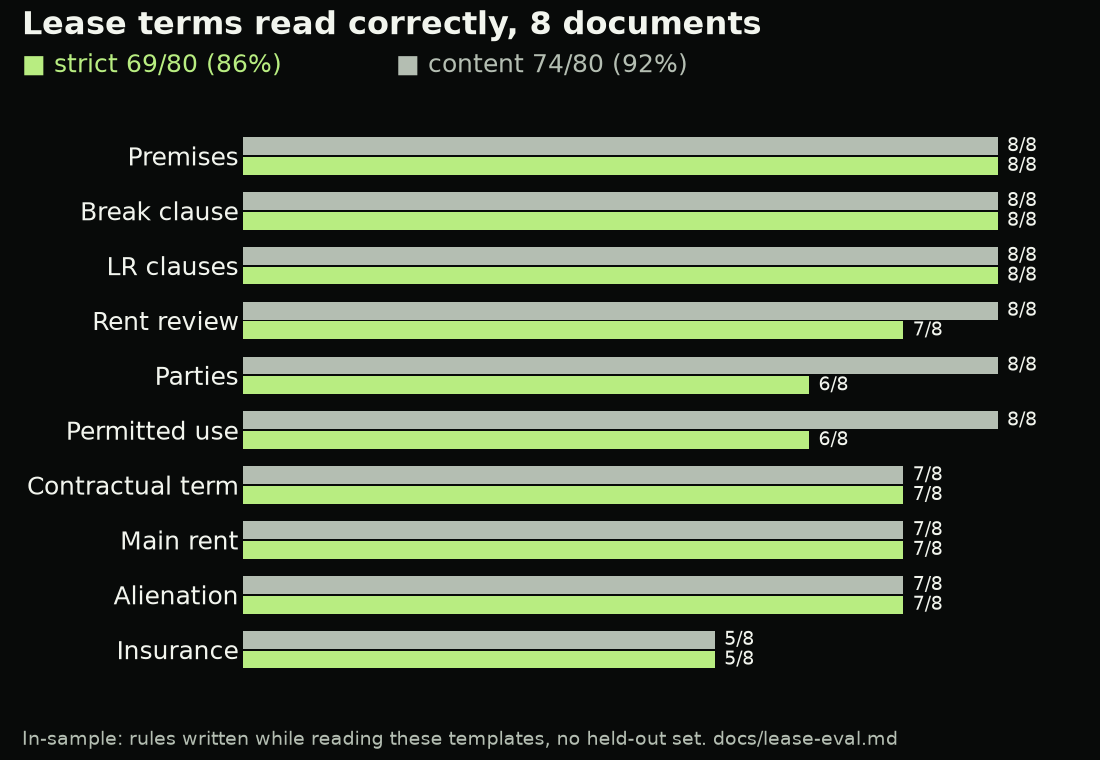 Lease terms read correctly, 8 documents
strict 69/80 (86%) content 74/80 (92%)
Premises 8/8
8/8
Break clause 8/8
8/8
LR clauses 8/8
8/8
Rent review 8/8
7/8
Parties 8/8
6/8
Permitted use 8/8
6/8
Contractual term 7/8
7/8
Main rent 7/8
7/8
Alienation 7/8
7/8
Insurance 5/8
5/8
In-sample: rules written while reading these templates, no held-out set. docs/lease-eval.md